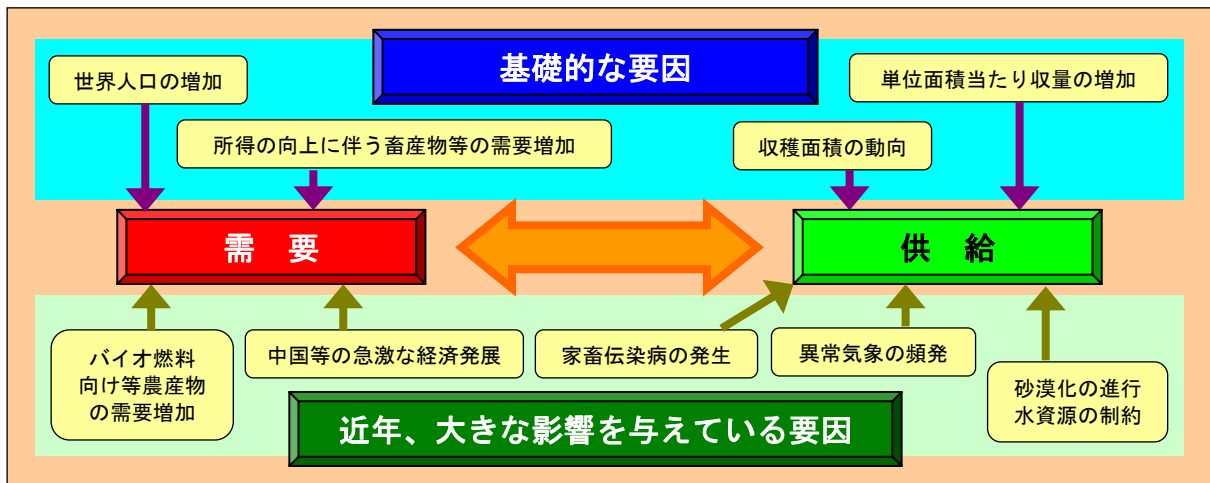 基礎的な要因
世界人口の増加
単位面積当たり収量の増加
所得の向上に伴う畜産物等の需要増加
収穫面積の動向
需 要
供 給
バイオ燃料
向け等農産物
の需要増加
中国等の急激な経済発展
家畜伝染病の発生
異常気象の頻発
砂漠化の進行
水資源の制約
近年、大きな影響を与えている要因